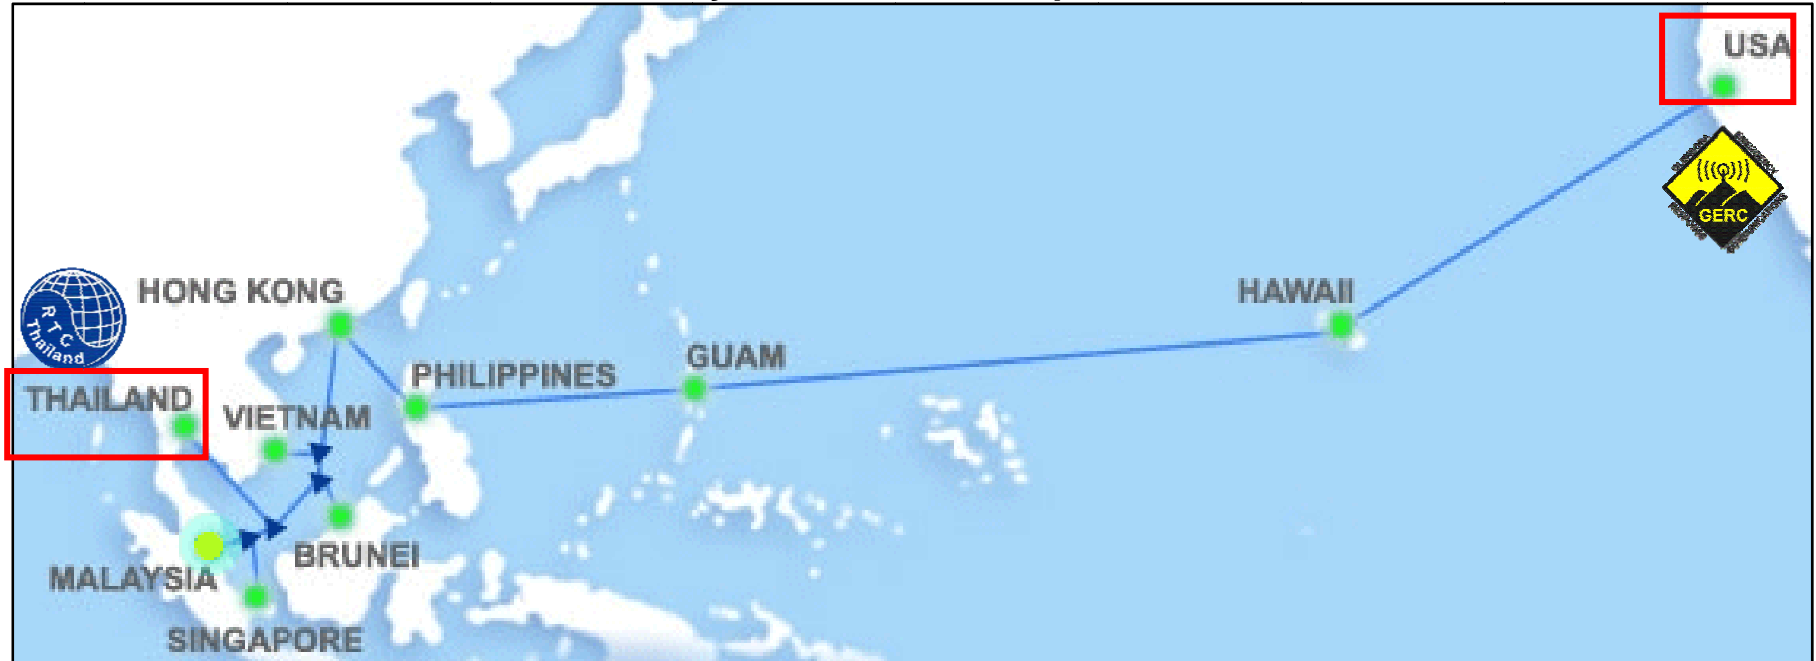 USA
GERC
HONG KONG
HAWAII
RTC
Thailand
GUAM
PHILIPPINES
THAILAND
VIETNAM
BRUNEI
MALAYSIA
SINGAPORE